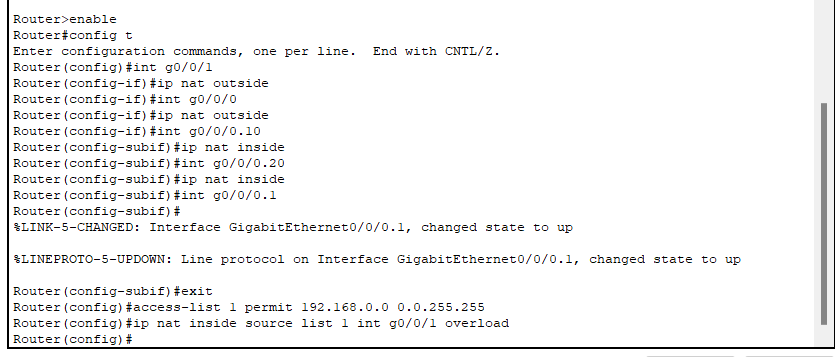 Router>enable
Router#config t
Enter configuration commands, one per line.  End with CNTL/Z.
Router(config)#int g0/0/1
Router(config-if)#ip nat outside
Router(config-if)#int g0/0/0
Router(config-if)#ip nat outside
Router(config-if)#int g0/0/0.10
Router(config-subif)#ip nat inside
Router(config-subif)#int g0/0/0.20
Router(config-subif)#ip nat inside
Router(config-subif)#int g0/0/0.1
Router(config-subif)#
%LINK-5-CHANGED: Interface GigabitEthernet0/0/0.1, changed state to up
%LINEPROTO-5-UPDOWN: Line protocol on Interface GigabitEthernet0/0/0.1, changed state to up
Router(config-subif)#exit
Router(config)#access-list 1 permit 192.168.0.0 0.0.255.255
Router(config)#ip nat inside source list 1 int g0/0/1 overload
Router(config)#